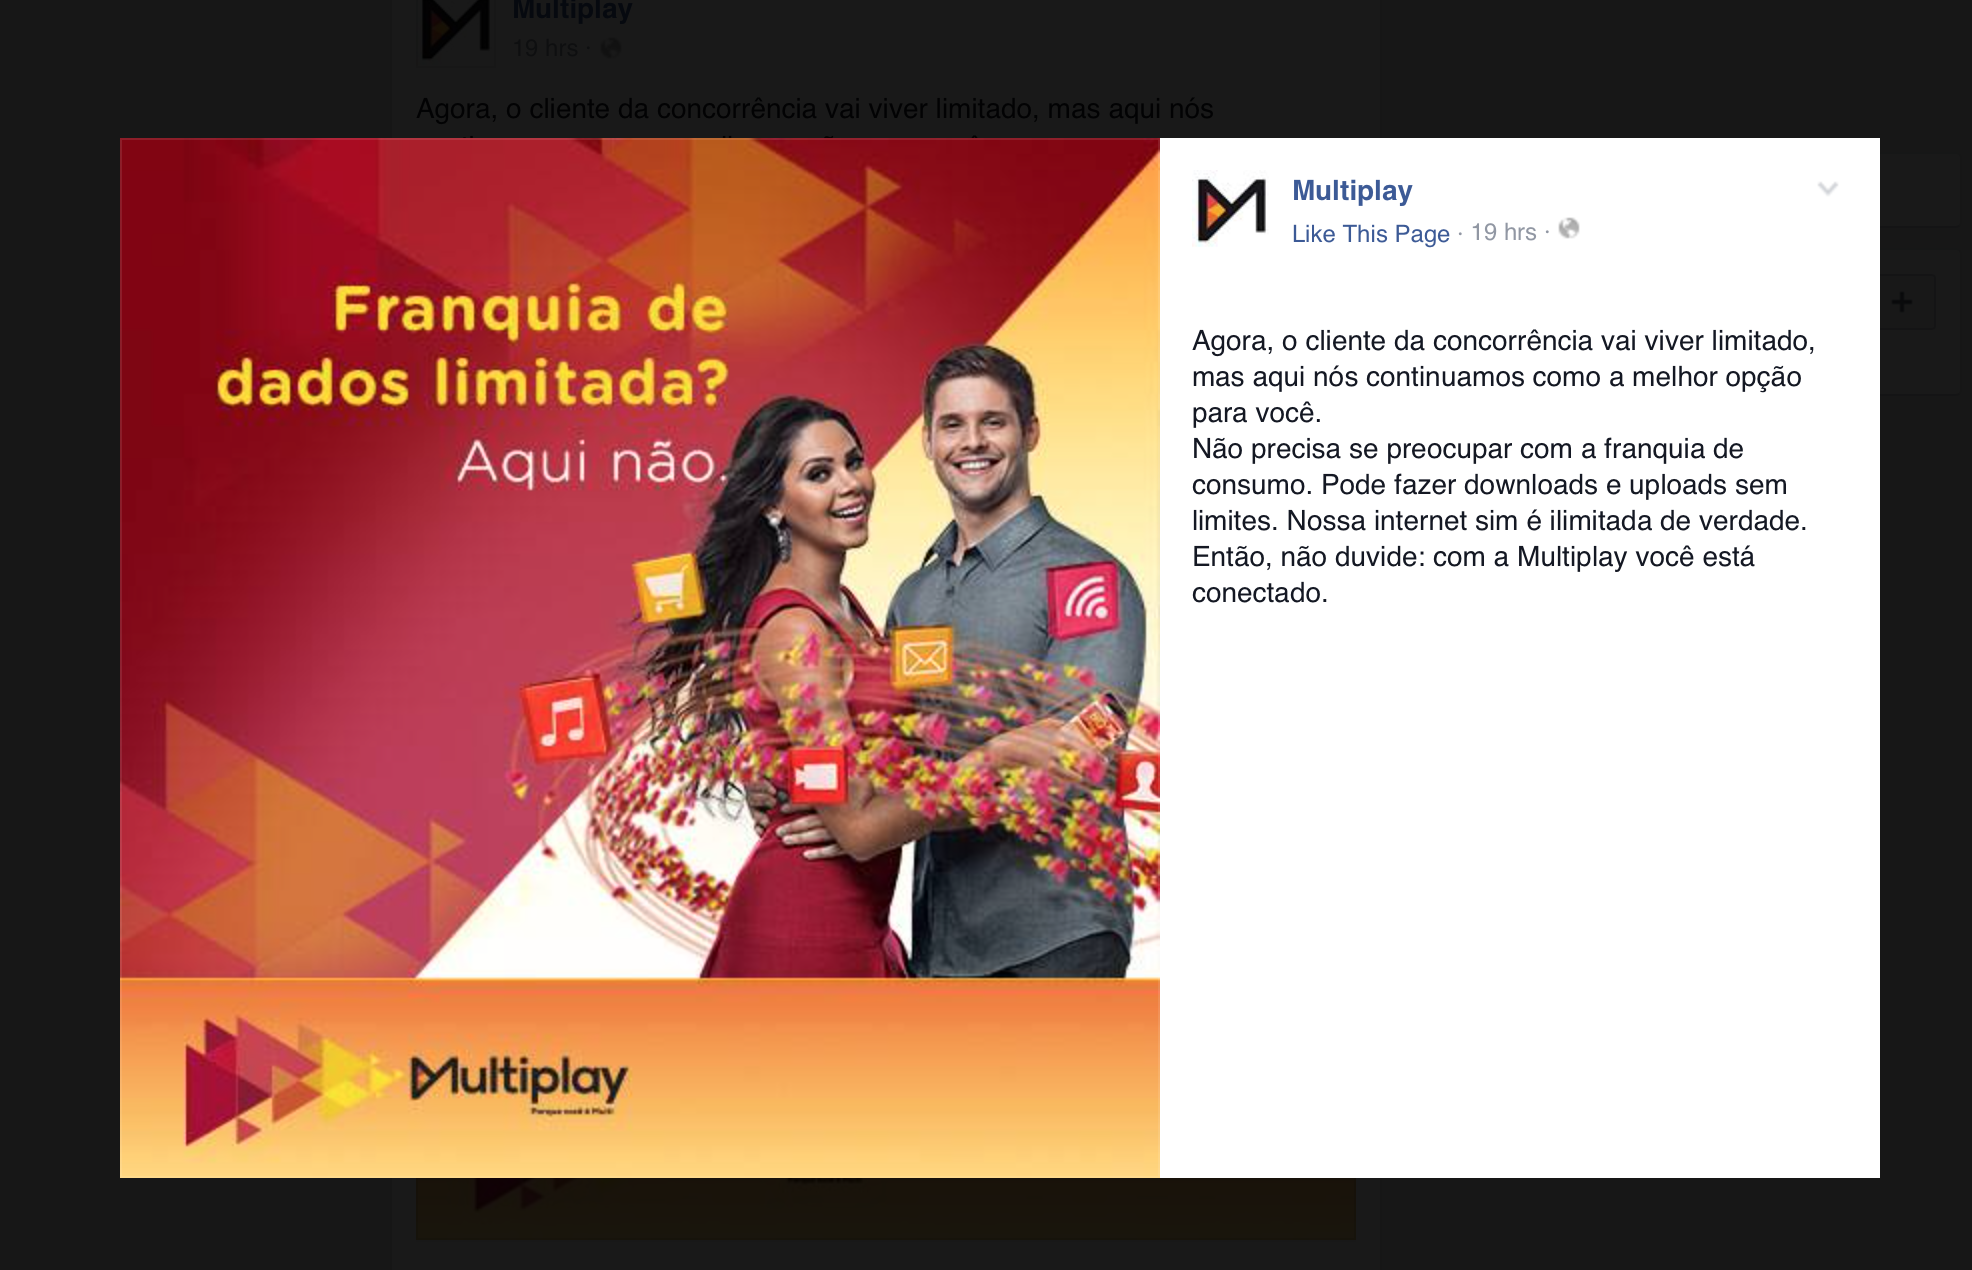 Multiplay
19 hrs ·
Agora, o cliente da concorrência vai viver limitado, mas aqui nós
Franquia de
dados limitada?
Aqui não.
Multiplay
Porque você é Multi
Multiplay
Like This Page · 19 hrs ·
Agora, o cliente da concorrência vai viver limitado,
mas aqui nós continuamos como a melhor opção
para você.
Não precisa se preocupar com a franquia de
consumo. Pode fazer downloads e uploads sem
limites. Nossa internet sim é ilimitada de verdade.
Então, não duvide: com a Multiplay você está
conectado.